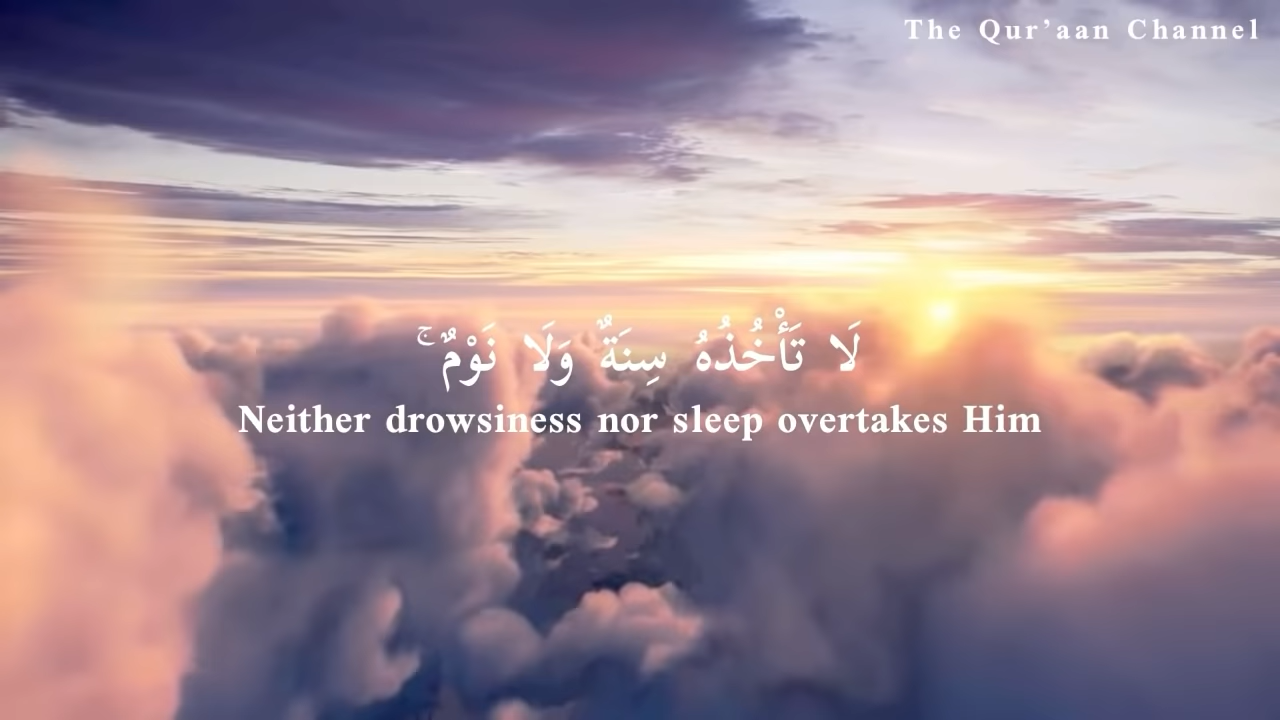 The Qur’aan Channel
لَا تَأْخُذُهُ سِنَةٌ وَلَا نَوْمٌ ۚ
Neither drowsiness nor sleep overtakes Him